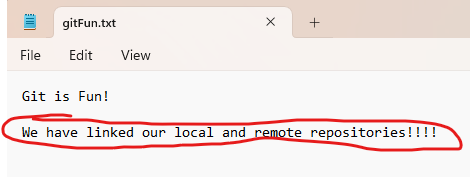 gitFun.txt
File Edit View
Git is Fun!
We have linked our local and remote repositories!!!!